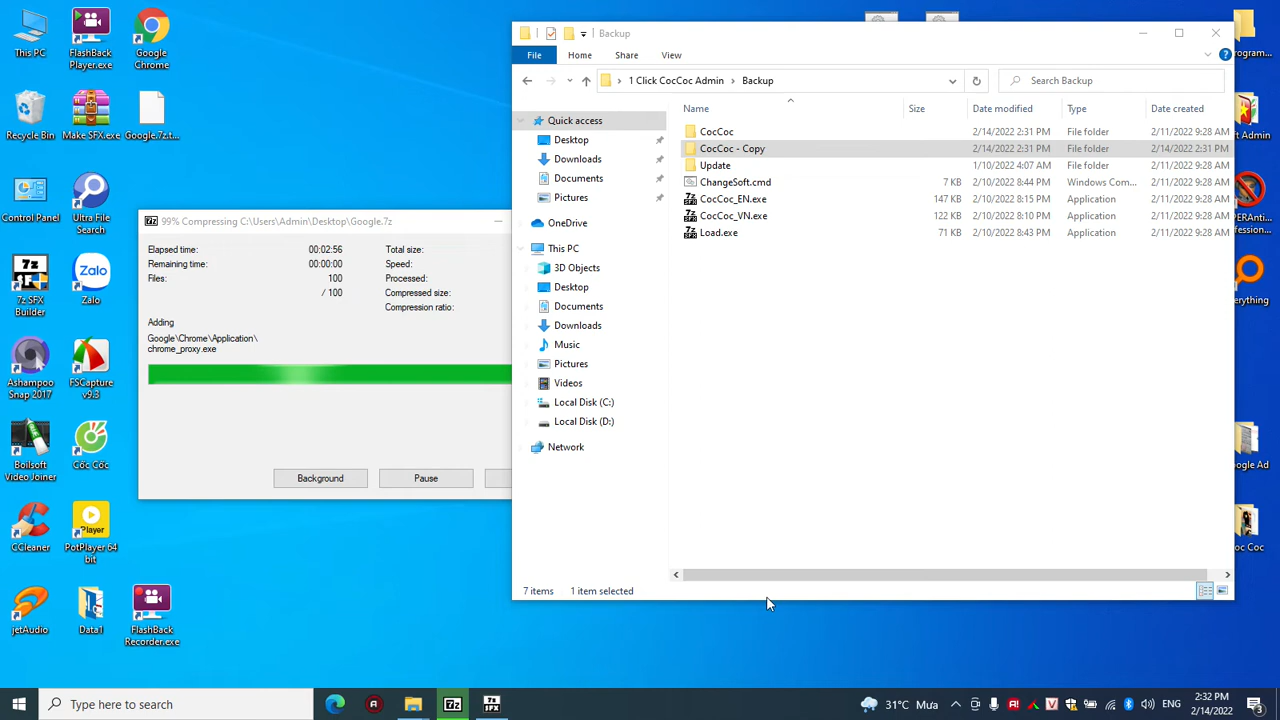 This PC
FlashBack
Player.exe
Google
Chrome
Recycle Bin
Make SFX.exe
Google.7z.t...
Control Panel
Ultra File
Search
7z SFX
Builder
Zalo
Ashampoo
Snap 2017
FSCapture
v9.3
Boilsoft
Video Joiner
Cốc Cốc
CCleaner
PotPlayer 64
bit
jetAudio
Data1
FlashBack
Recorder.exe
99% Compressing C:\Users\Admin\Desktop\Google.7z
Elapsed time: 00:02:56 Total size:
Remaining time: 00:00:00 Speed:
Files: 100 Processed:
/ 100 Compressed size:
Compression ratio:
Adding
Google\Chrome\Application\
chrome_proxy.exe
Background Pause
Backup
File Home Share View
1 Click CocCoc Admin Backup Search Backup
Name Size Date modified Type Date created
CocCoc 2/14/2022 2:31 PM File folder 2/11/2022 9:28 AM
CocCoc - Copy 2/14/2022 2:31 PM File folder 2/14/2022 2:31 PM
Update 1/10/2022 4:07 AM File folder 2/11/2022 9:28 AM
ChangeSoft.cmd 2/10/2022 8:44 PM Windows Com... 2/11/2022 9:28 AM 7 KB
CocCoc_EN.exe 147 KB 2/10/2022 8:15 PM Application 2/11/2022 9:28 AM
CocCoc_VN.exe 122 KB 2/10/2022 8:10 PM Application 2/11/2022 9:28 AM
Load.exe 71 KB 2/10/2022 8:43 PM Application 2/11/2022 9:28 AM
Quick access
Desktop
Downloads
Documents
Pictures
OneDrive
This PC
3D Objects
Desktop
Documents
Downloads
Music
Pictures
Videos
Local Disk (C:)
Local Disk (D:)
Network
7 items 1 item selected
rogram...
ft Admin
PERAnti
fession...
erything
ogle Ad
oc Coc
Type here to search
31°C Mưa
ENG
2:32 PM
2/14/2022